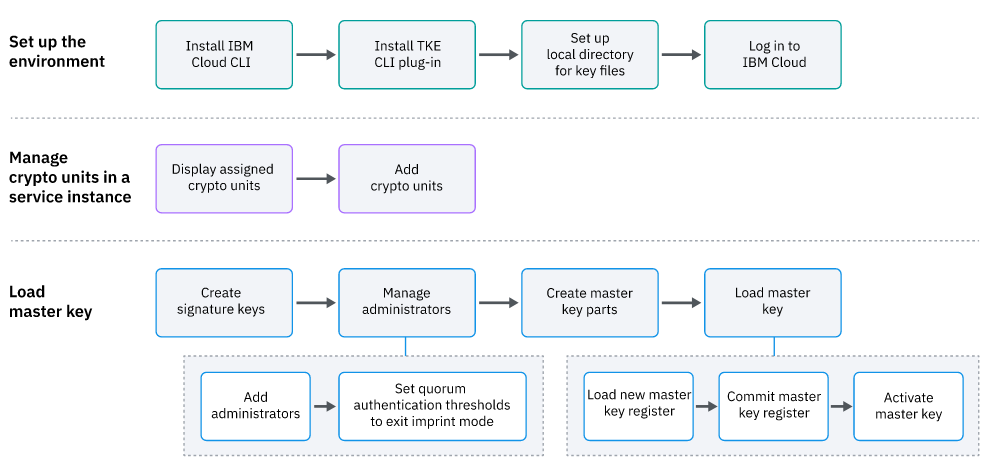 Set up the
environment
Install IBM
Cloud CLI
Install TKE
CLI plug-in
Set up
local directory
for key files
Log in to
IBM Cloud
Manage
crypto units in a
service instance
Display assigned
crypto units
Add
crypto units
Load
master key
Create
signature keys
Manage
administrators
Create master
key parts
Load master
key
Add
administrators
Set quorum
authentication thresholds
to exit imprint mode
Load new master
key register
Commit master
key register
Activate
master key